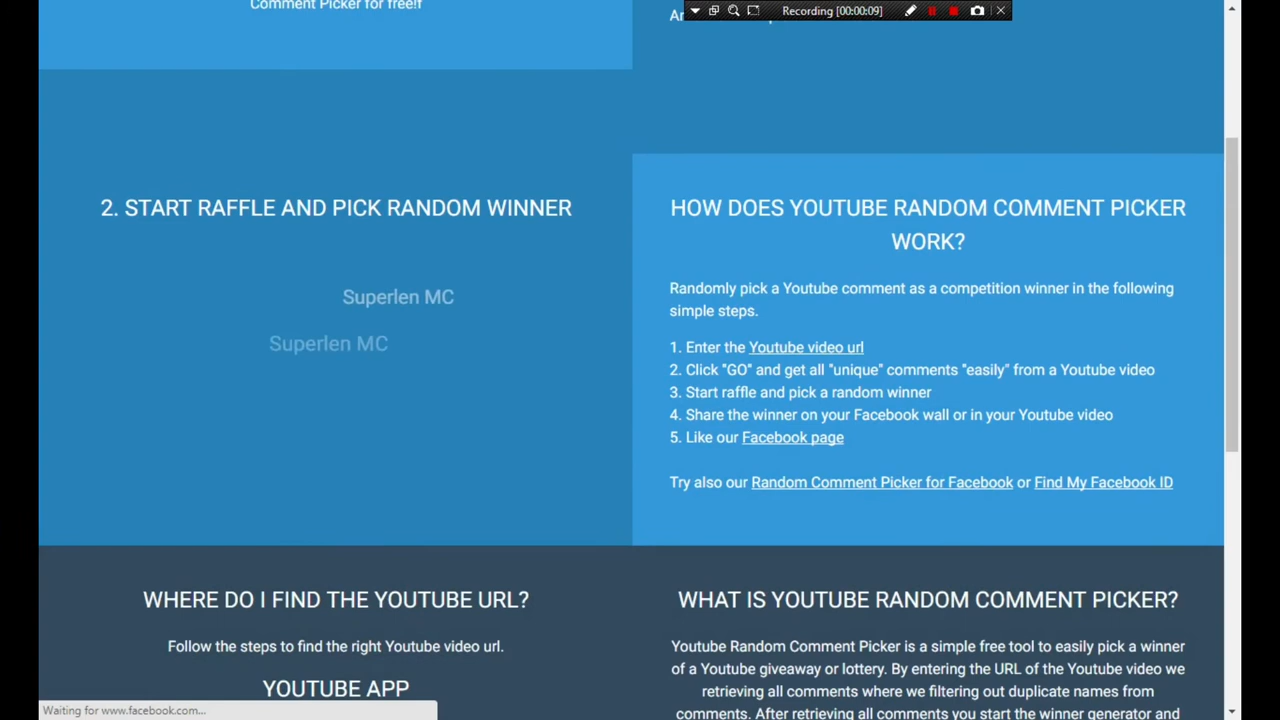 Comment Picker for free!f
Recording [00:00:09]
2. START RAFFLE AND PICK RANDOM WINNER
Superlen MC
Superlen MC
HOW DOES YOUTUBE RANDOM COMMENT PICKER
WORK?
Randomly pick a Youtube comment as a competition winner in the following
simple steps.
1. Enter the Youtube video url
2. Click "GO" and get all "unique" comments "easily" from a Youtube video
3. Start raffle and pick a random winner
4. Share the winner on your Facebook wall or in your Youtube video
5. Like our Facebook page
Try also our Random Comment Picker for Facebook or Find My Facebook ID
WHERE DO I FIND THE YOUTUBE URL?
Follow the steps to find the right Youtube video url.
YOUTUBE APP
WHAT IS YOUTUBE RANDOM COMMENT PICKER?
Youtube Random Comment Picker is a simple free tool to easily pick a winner
of a Youtube giveaway or lottery. By entering the URL of the Youtube video we
retrieving all comments where we filtering out duplicate names from
comments. After retrieving all comments you start the winner generator and
Waiting for www.facebook.com...